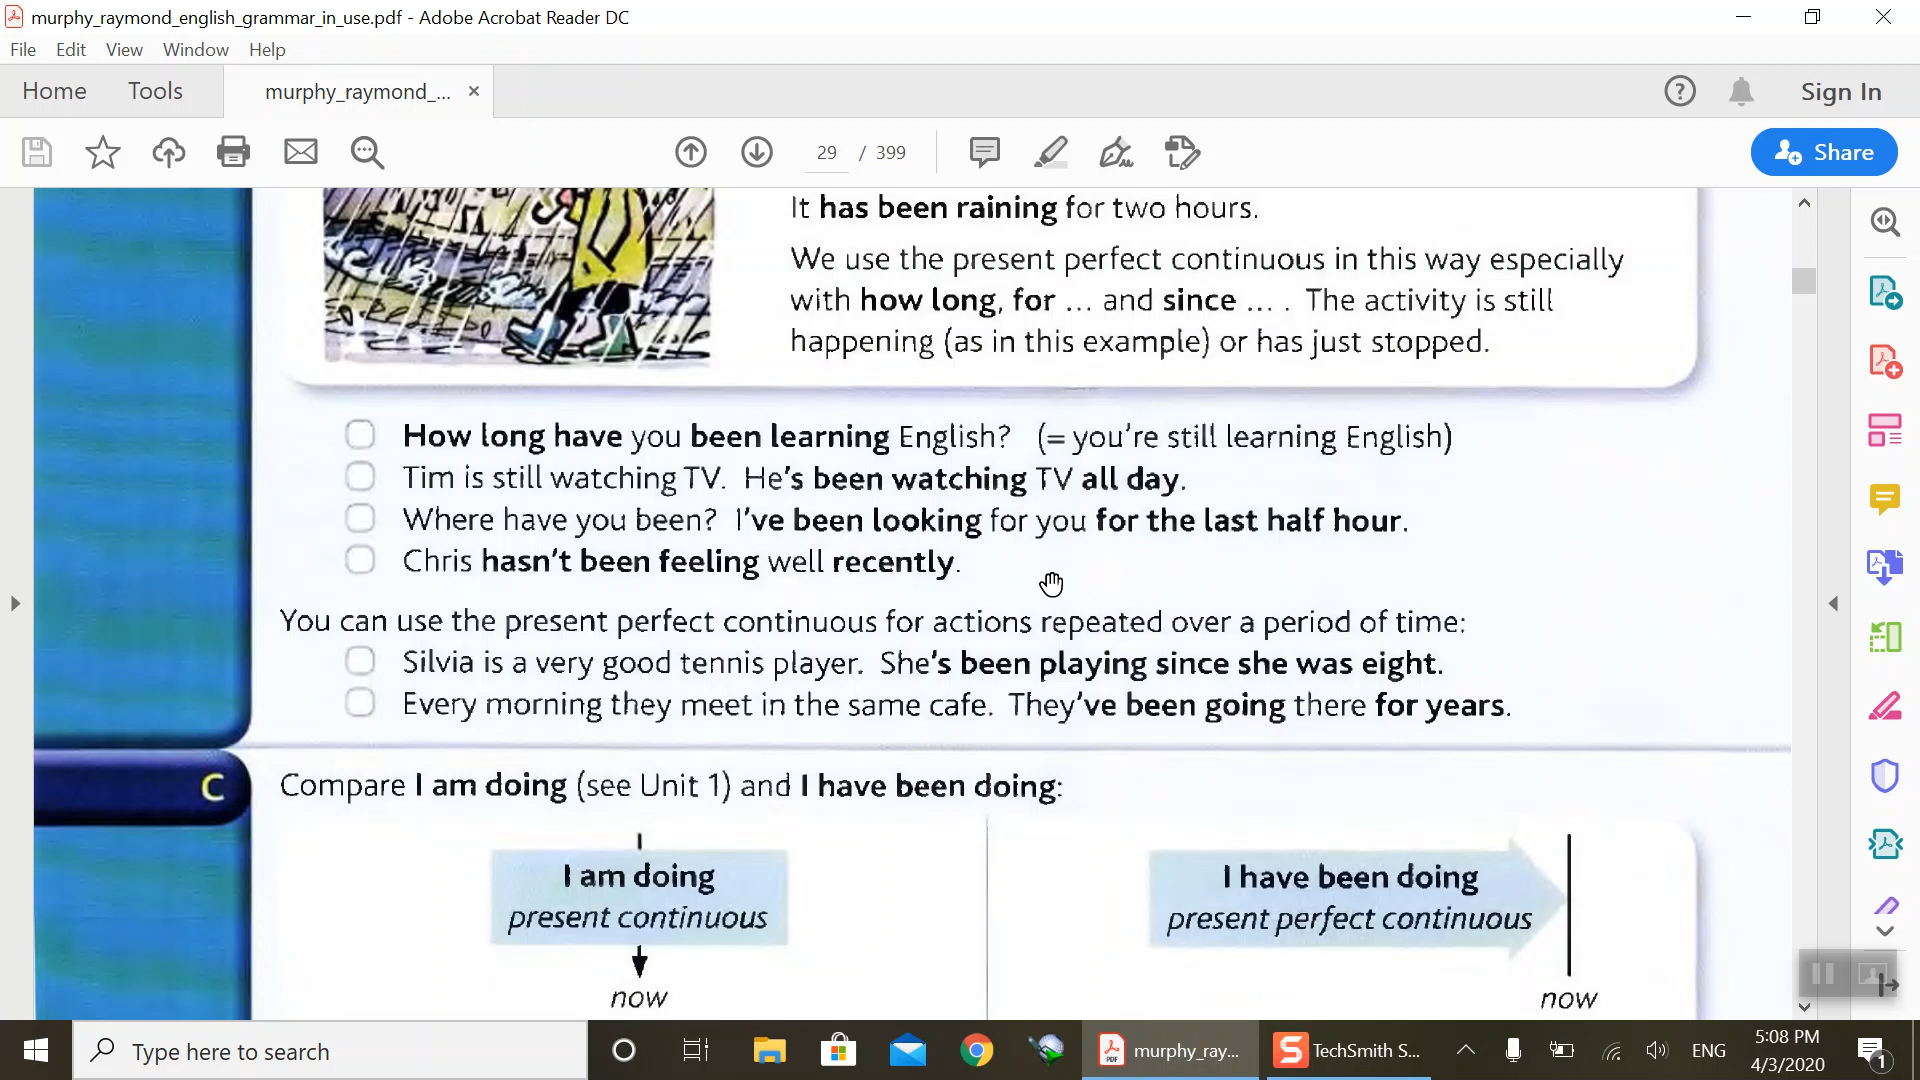 murphy_raymond_english_grammar_in_use.pdf - Adobe Acrobat Reader DC
File Edit View Window Help
Home Tools murphy_raymond_... × Sign In
29 / 399 Share
It has been raining for two hours.
We use the present perfect continuous in this way especially
with how long, for ... and since ... . The activity is still
happening (as in this example) or has just stopped.
How long have you been learning English? (= you're still learning English)
Tim is still watching TV. He's been watching TV all day.
Where have you been? I've been looking for you for the last half hour.
Chris hasn't been feeling well recently.
You can use the present perfect continuous for actions repeated over a period of time:
Silvia is a very good tennis player. She's been playing since she was eight.
Every morning they meet in the same cafe. They've been going there for years.
C Compare I am doing (see Unit 1) and I have been doing:
I am doing
present continuous
now
I have been doing
present perfect continuous
now
Type here to search
PDF murphy_ray...
S TechSmith S...
ENG
5:08 PM
4/3/2020
1